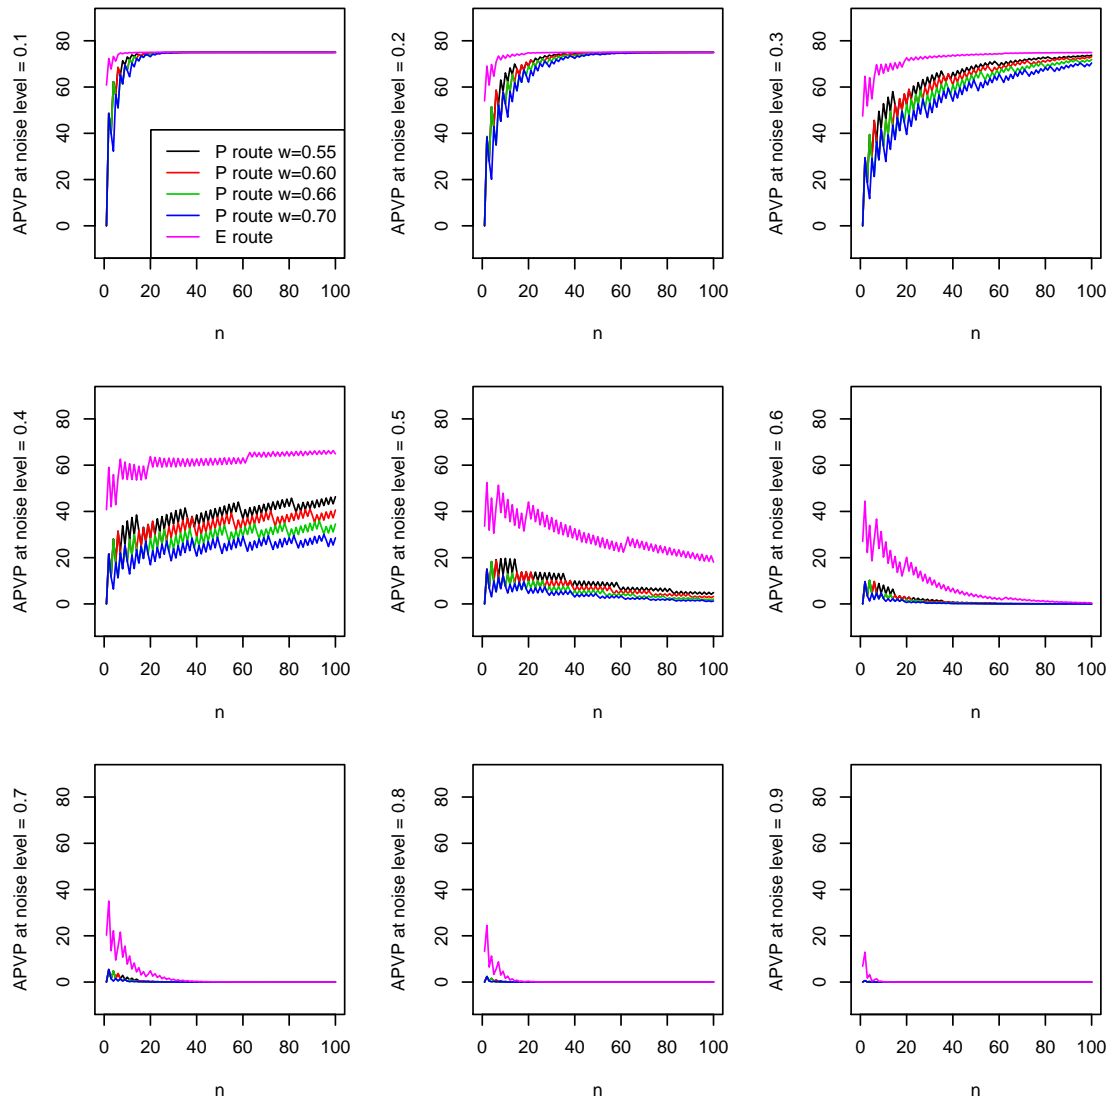 APVP at noise level = 0.1
80
60
40
20
0
P route w=0.55
P route w=0.60
P route w=0.66
P route w=0.70
E route
0 20 40 60 80 100
n
APVP at noise level = 0.2
80
60
40
20
0
0 20 40 60 80 100
n
APVP at noise level = 0.3
80
60
40
20
0
0 20 40 60 80 100
n
APVP at noise level = 0.4
80
60
40
20
0
0 20 40 60 80 100
n
APVP at noise level = 0.5
80
60
40
20
0
0 20 40 60 80 100
n
APVP at noise level = 0.6
80
60
40
20
0
0 20 40 60 80 100
n
APVP at noise level = 0.7
80
60
40
20
0
0 20 40 60 80 100
n
APVP at noise level = 0.8
80
60
40
20
0
0 20 40 60 80 100
n
APVP at noise level = 0.9
80
60
40
20
0
0 20 40 60 80 100
n